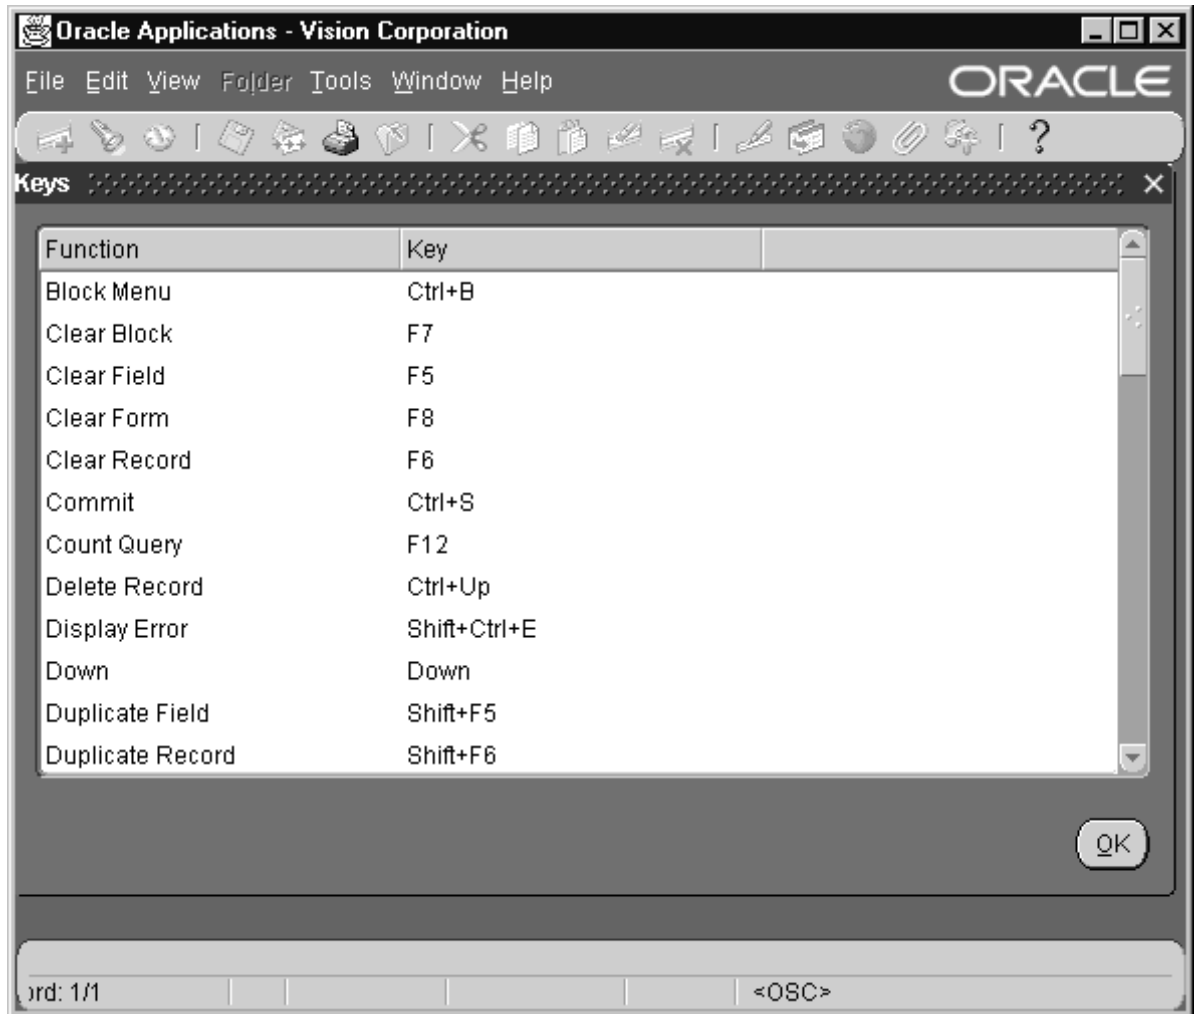 Oracle Applications - Vision Corporation
File Edit View Folder Tools Window Help ORACLE
?
Keys
Function Key
Block Menu Ctrl+B
Clear Block F7
Clear Field F5
Clear Form F8
Clear Record F6
Commit Ctrl+S
Count Query F12
Delete Record Ctrl+Up
Display Error Shift+Ctrl+E
Down Down
Duplicate Field Shift+F5
Duplicate Record Shift+F6
OK
ord: 1/1 <OSC>